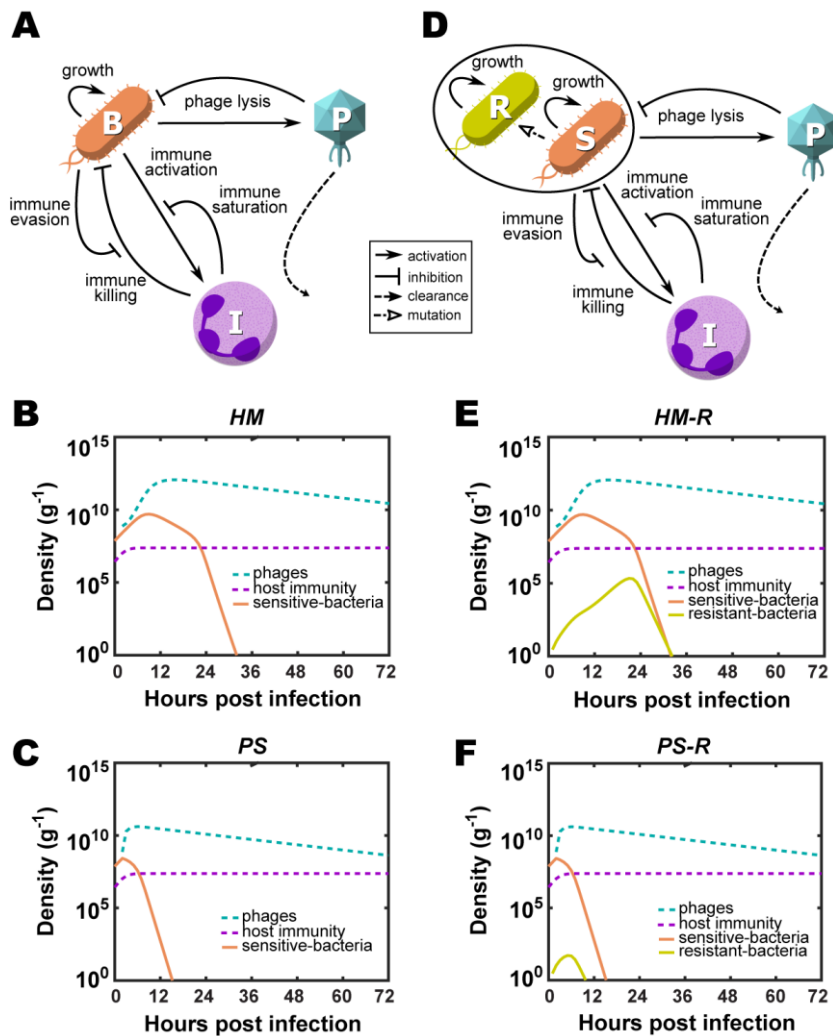 A
growth
B
phage lysis
P
immune
activation
immune
evasion
immune
saturation
immune
killing
I
activation
inhibition
clearance
mutation
D
growth
R
growth
S
phage lysis
P
immune
activation
immune
evasion
immune
saturation
immune
killing
I
B
HM
Density (g-1)
10^15
10^10
10^5
10^0
phages
host immunity
sensitive-bacteria
0 12 24 36 48 60 72
Hours post infection
E
HM-R
Density (g-1)
10^15
10^10
10^5
10^0
phages
host immunity
sensitive-bacteria
resistant-bacteria
0 12 24 36 48 60 72
Hours post infection
C
PS
Density (g-1)
10^15
10^10
10^5
10^0
phages
host immunity
sensitive-bacteria
0 12 24 36 48 60 72
Hours post infection
F
PS-R
Density (g-1)
10^15
10^10
10^5
10^0
phages
host immunity
sensitive-bacteria
resistant-bacteria
0 12 24 36 48 60 72
Hours post infection